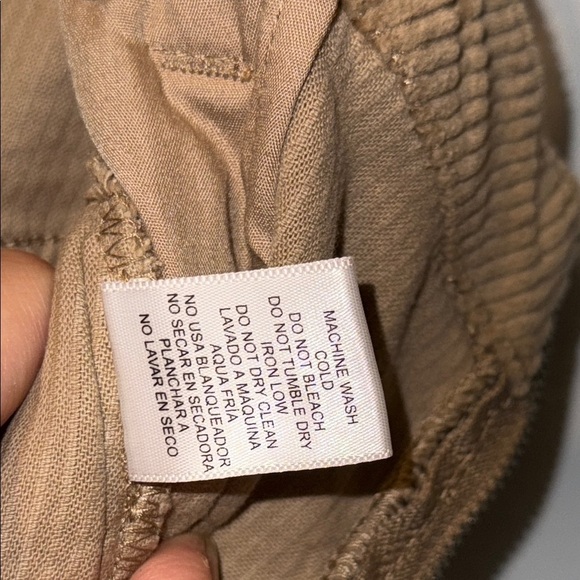 MACHINE WASH
COLD
DO NOT BLEACH
DO NOT TUMBLE DRY
IRON LOW
DO NOT DRY CLEAN
LAVADO A MAQUINA
AQUA FRIA
NO USA BLANQUEADOR
NO SECAR EN SECADORA
PLANCHAR A
NO LAVAR EN SECO